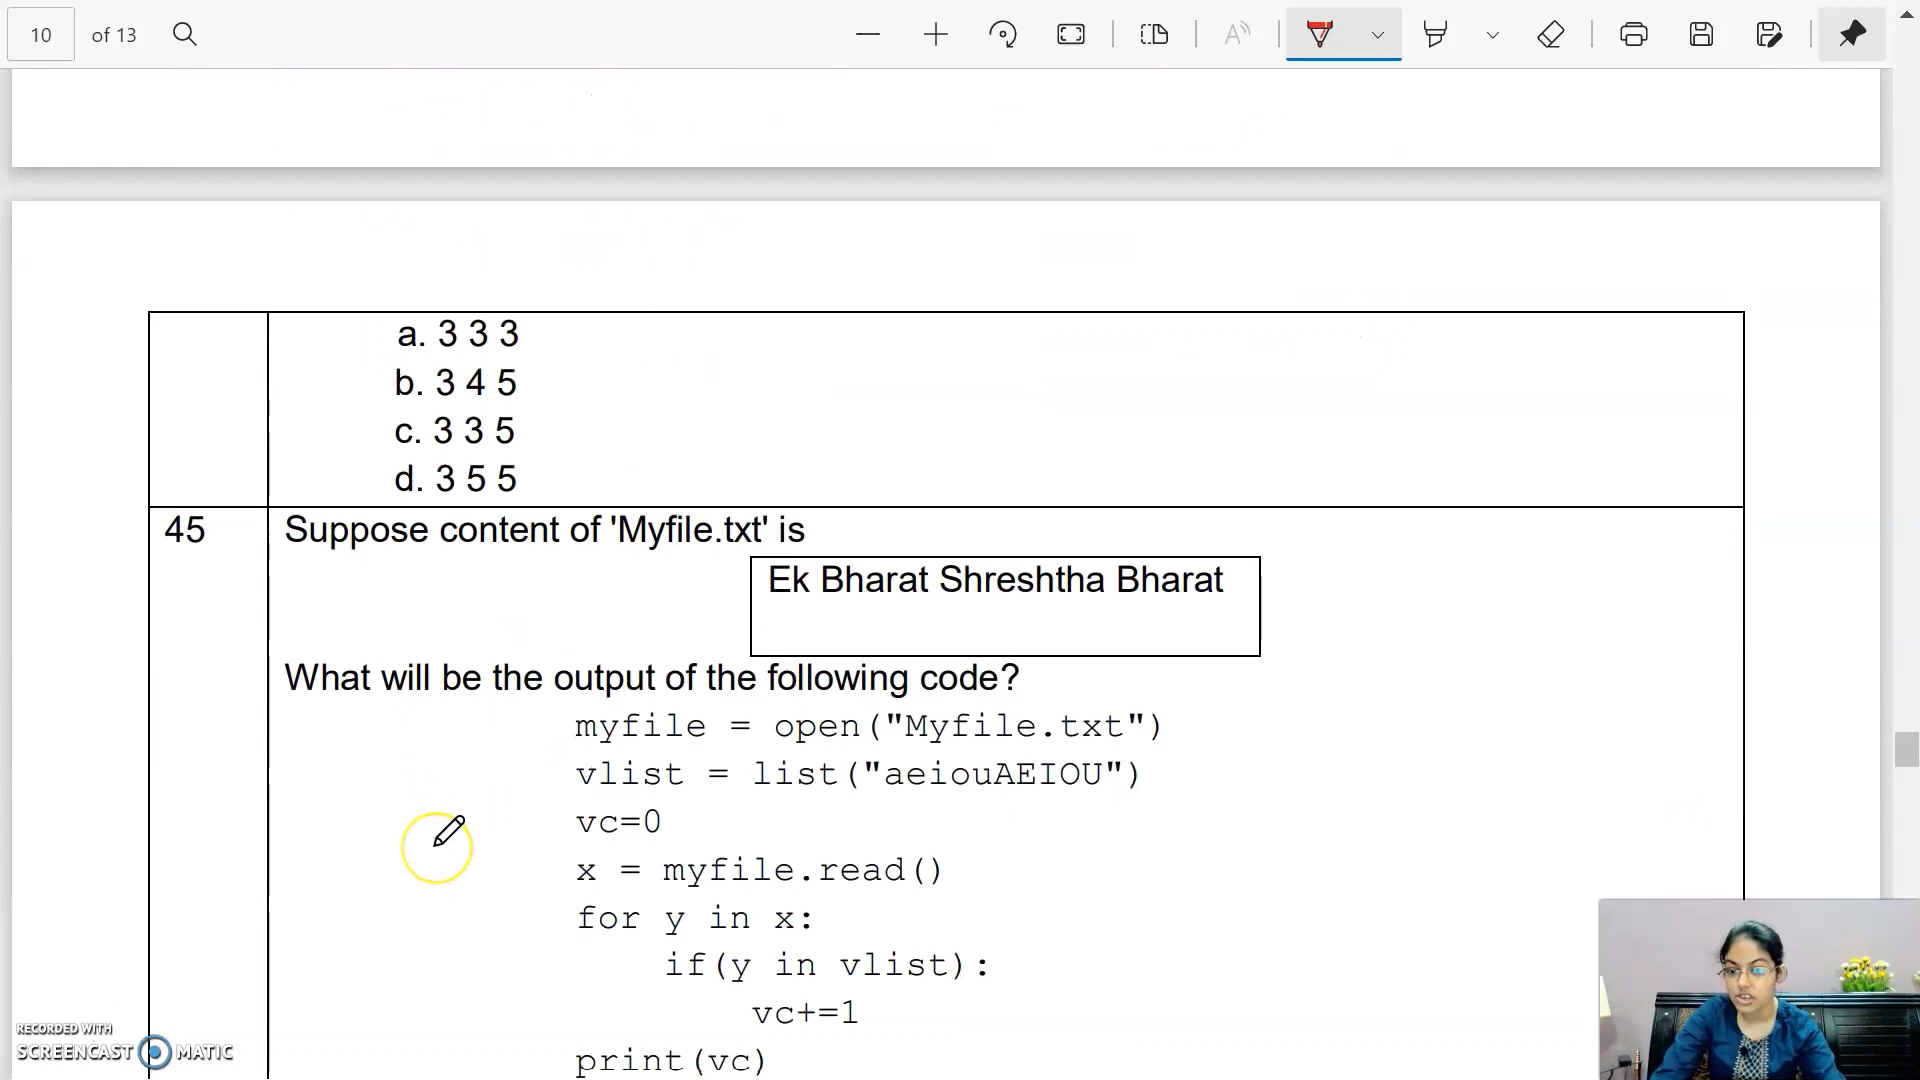 10 of 13
a. 3 3 3
b. 3 4 5
c. 3 3 5
d. 3 5 5
45 Suppose content of 'Myfile.txt' is
Ek Bharat Shreshtha Bharat
What will be the output of the following code?
myfile = open("Myfile.txt")
vlist = list("aeiouAEIOU")
vc=0
x = myfile.read()
for y in x:
if(y in vlist):
vc+=1
print(vc)
RECORDED WITH
SCREENCAST MATIC